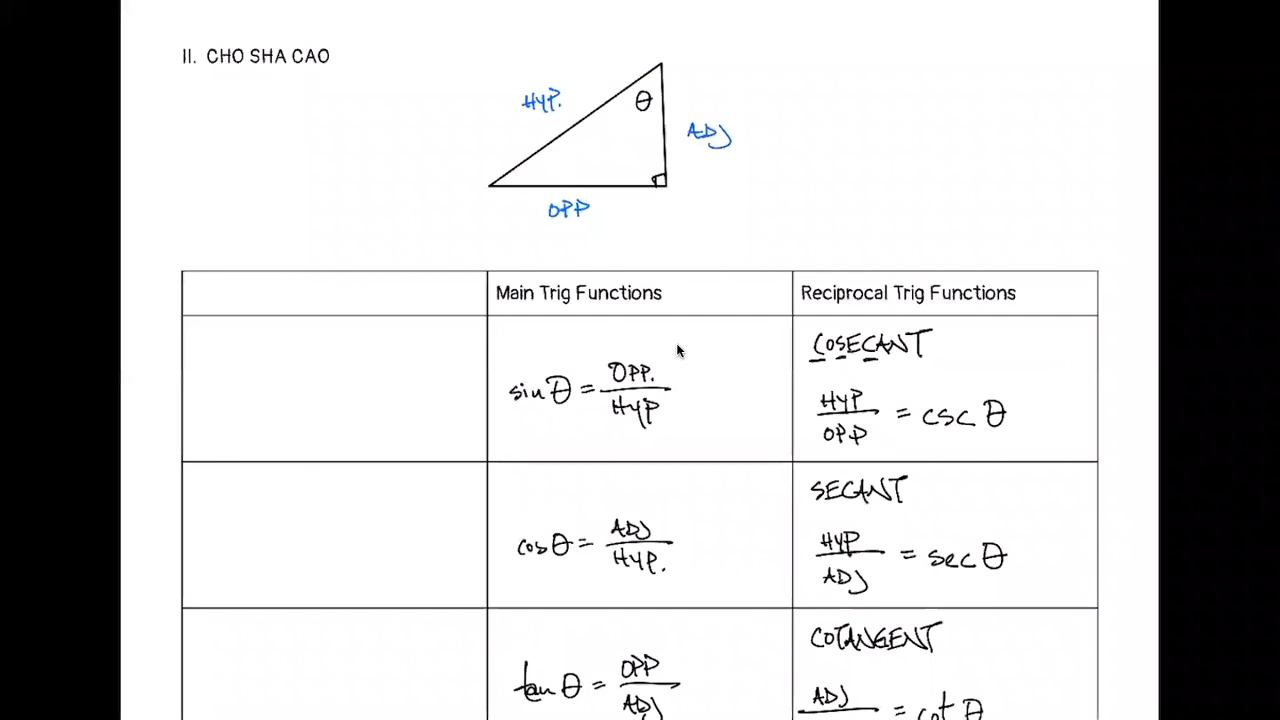 II. CHO SHA CAO
HYP.
θ
ADJ
OPP
Main Trig Functions
Reciprocal Trig Functions
sin θ = OPP. / HYP
COSECANT
HYP / OPP = csc θ
cos θ = ADJ / HYP.
SECANT
HYP / ADJ = sec θ
tan θ = OPP / ADJ
COTANGENT
ADJ = cot θ